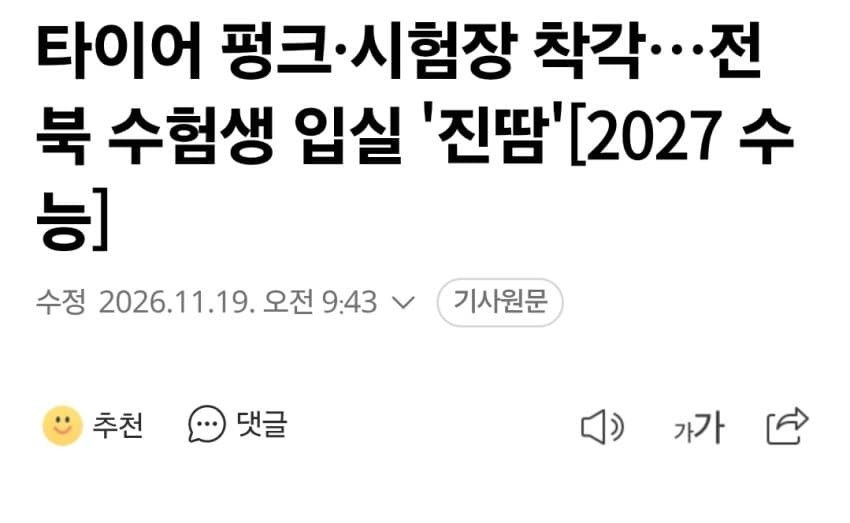 타이어 펑크·시험장 착각…전
북 수험생 입실 '진땀'[2027 수
능]
수정 2026.11.19. 오전 9:43 기사원문
추천 댓글 가가